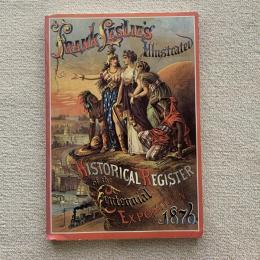 FRANK LESLIE'S
Illustrated
HISTORICAL REGISTER
of the
Centennial
EXPOSITION
1876